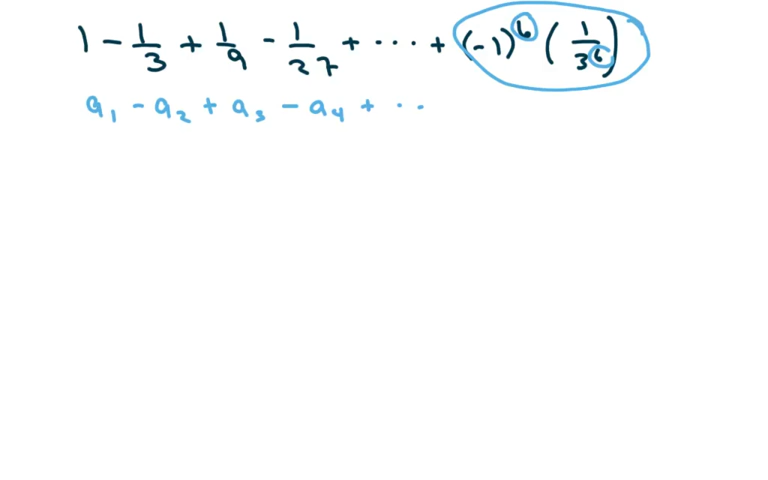 1 - 1/3 + 1/9 - 1/27 + ··· + (-1)^6 (1/3^6)
a₁ - a₂ + a₃ - a₄ + ···